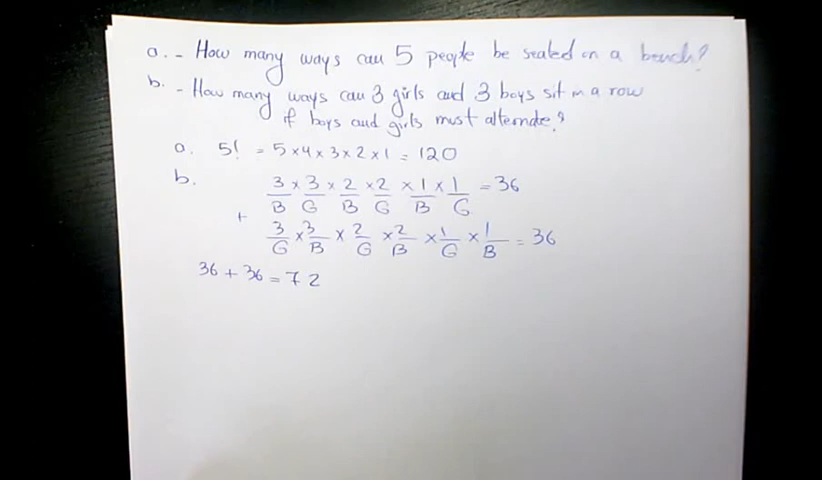 a. - How many ways can 5 people be seated on a bench?
b. - How many ways can 3 girls and 3 boys sit in a row
if boys and girls must alternate?
a. 5! = 5 x 4 x 3 x 2 x 1 = 120
b. 3/B x 3/G x 2/B x 2/G x 1/B x 1/G = 36
+
3/G x 3/B x 2/G x 2/B x 1/G x 1/B = 36
36 + 36 = 72